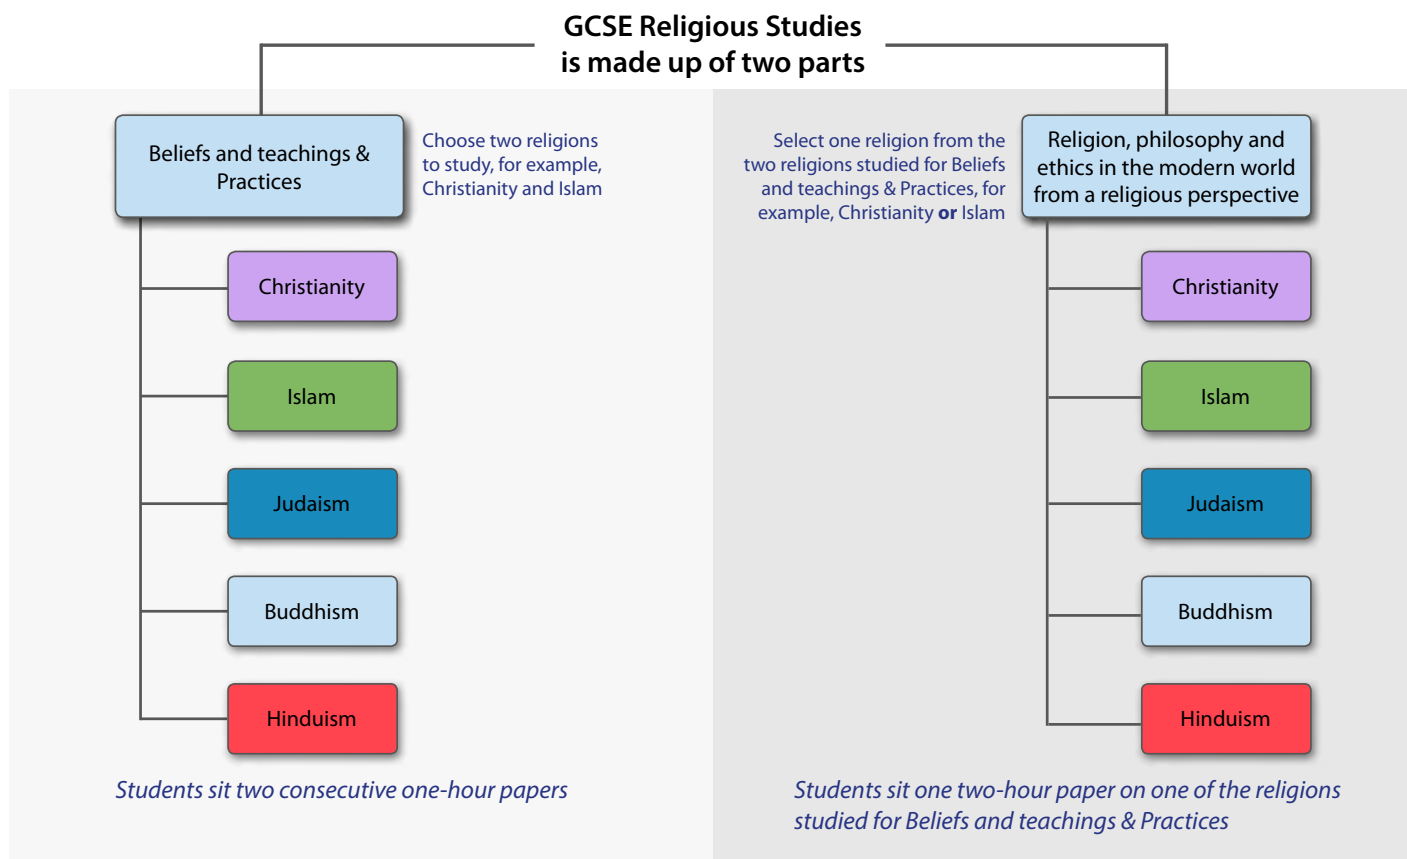 GCSE Religious Studies
is made up of two parts
Beliefs and teachings &
Practices
Choose two religions
to study, for example,
Christianity and Islam
Christianity
Islam
Judaism
Buddhism
Hinduism
Students sit two consecutive one-hour papers
Select one religion from the
two religions studied for Beliefs
and teachings & Practices, for
example, Christianity or Islam
Religion, philosophy and
ethics in the modern world
from a religious perspective
Christianity
Islam
Judaism
Buddhism
Hinduism
Students sit one two-hour paper on one of the religions
studied for Beliefs and teachings & Practices